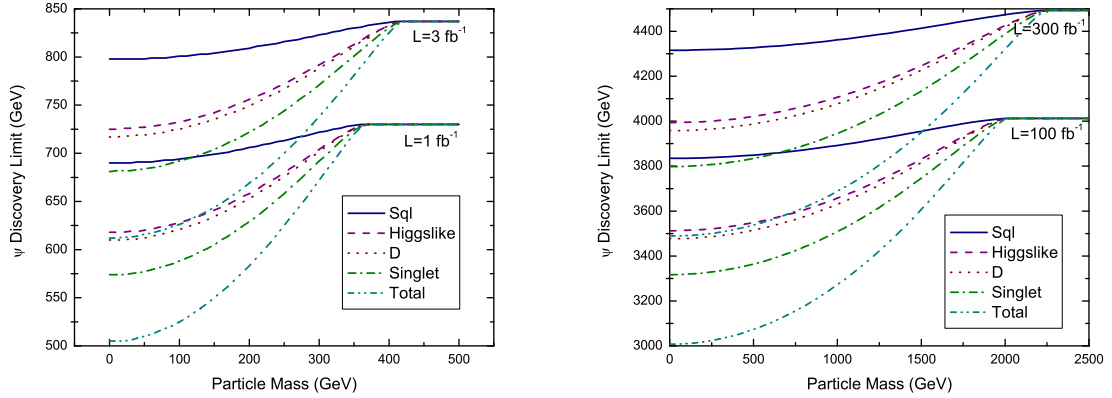 850
800
750
700
650
600
550
500
ψ Discovery Limit (GeV)
L=3 fb⁻¹
L=1 fb⁻¹
Sql
Higgslike
D
Singlet
Total
0 100 200 300 400 500
Particle Mass (GeV)
4400
4200
4000
3800
3600
3400
3200
3000
ψ Discovery Limit (GeV)
L=300 fb⁻¹
L=100 fb⁻¹
Sql
Higgslike
D
Singlet
Total
0 500 1000 1500 2000 2500
Particle Mass (GeV)